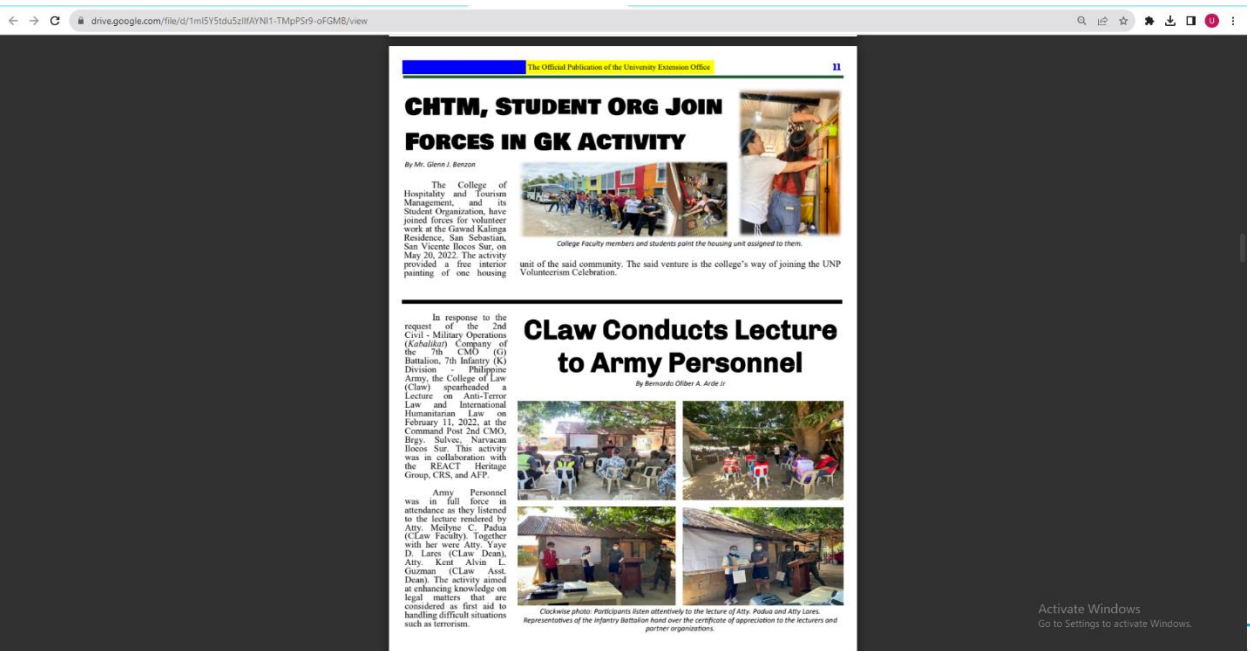 drive.google.com/file/d/1mI5Y5tdu5zIIfAYNI1-TMpPSr9-oFGMB/view
U
The Official Publication of the University Extension Office
11
CHTM, STUDENT ORG JOIN
FORCES IN GK ACTIVITY
By Mr. Glenn J. Benzon
The College of
Hospitality and Tourism
Management, and its
Student Organization, have
joined forces for volunteer
work at the Gawad Kalinga
Residence, San Sebastian,
San Vicente Ilocos Sur, on
May 20, 2022. The activity
provided a free interior
painting of one housing
College Faculty members and students paint the housing unit assigned to them.
unit of the said community. The said venture is the college's way of joining the UNP
Volunteerism Celebration.
CLaw Conducts Lecture
to Army Personnel
By Bernardo Oliber A. Arde Jr
In response to the
request of the 2nd
Civil - Military Operations
(Kabalikat) Company of
the 7th CMO (G)
Battalion, 7th Infantry (K)
Division - Philippine
Army, the College of Law
(Claw) spearheaded a
Lecture on Anti-Terror
Law and International
Humanitarian Law on
February 11, 2022, at the
Command Post 2nd CMO,
Brgy. Sulvec, Narvacan
Ilocos Sur. This activity
was in collaboration with
the REACT Heritage
Group, CRS, and AFP.
Army Personnel
was in full force in
attendance as they listened
to the lecture rendered by
Atty. Meilyne C. Padua
(CLaw Faculty). Together
with her were Atty. Yaye
D. Lares (CLaw Dean),
Atty. Kent Alvin L.
Guzman (CLaw Asst.
Dean). The activity aimed
at enhancing knowledge on
legal matters that are
considered as first aid to
handling difficult situations
such as terrorism.
Clockwise photo: Participants listen attentively to the lecture of Atty. Padua and Atty Lares.
Representatives of the Infantry Battalion hand over the certificate of appreciation to the lecturers and
partner organizations.
Activate Windows
Go to Settings to activate Windows.